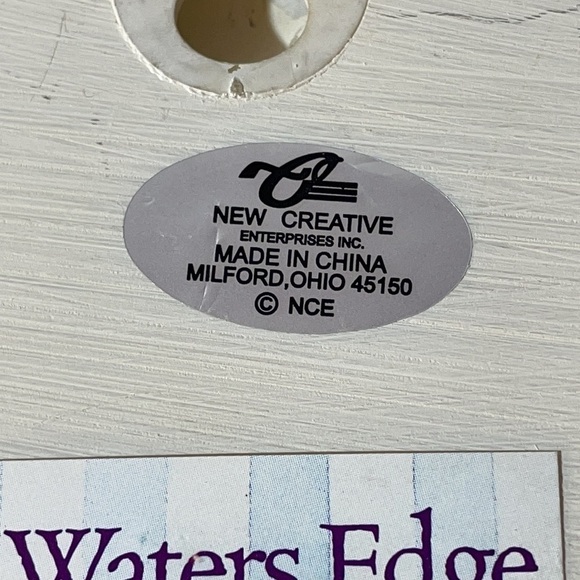 NEW CREATIVE
ENTERPRISES INC.
MADE IN CHINA
MILFORD,OHIO 45150
© NCE
Waters Edge